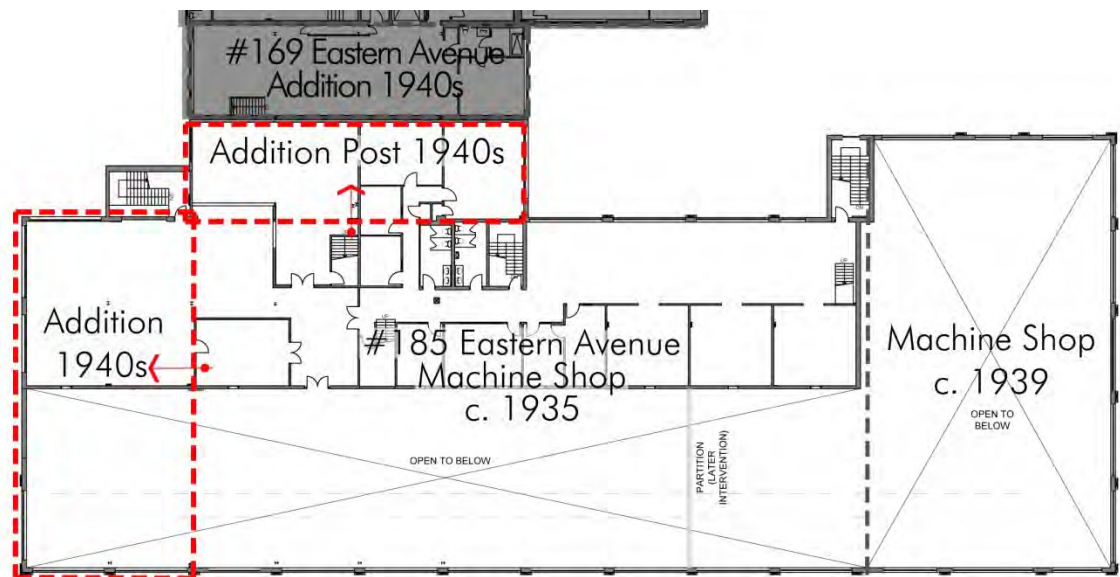 #169 Eastern Avenue
Addition 1940s
Addition Post 1940s
Addition
1940s
#185 Eastern Avenue
Machine Shop
c. 1935
Machine Shop
c. 1939
OPEN TO
BELOW
OPEN TO BELOW
PARTITION
(LATER
INTERVENTION)